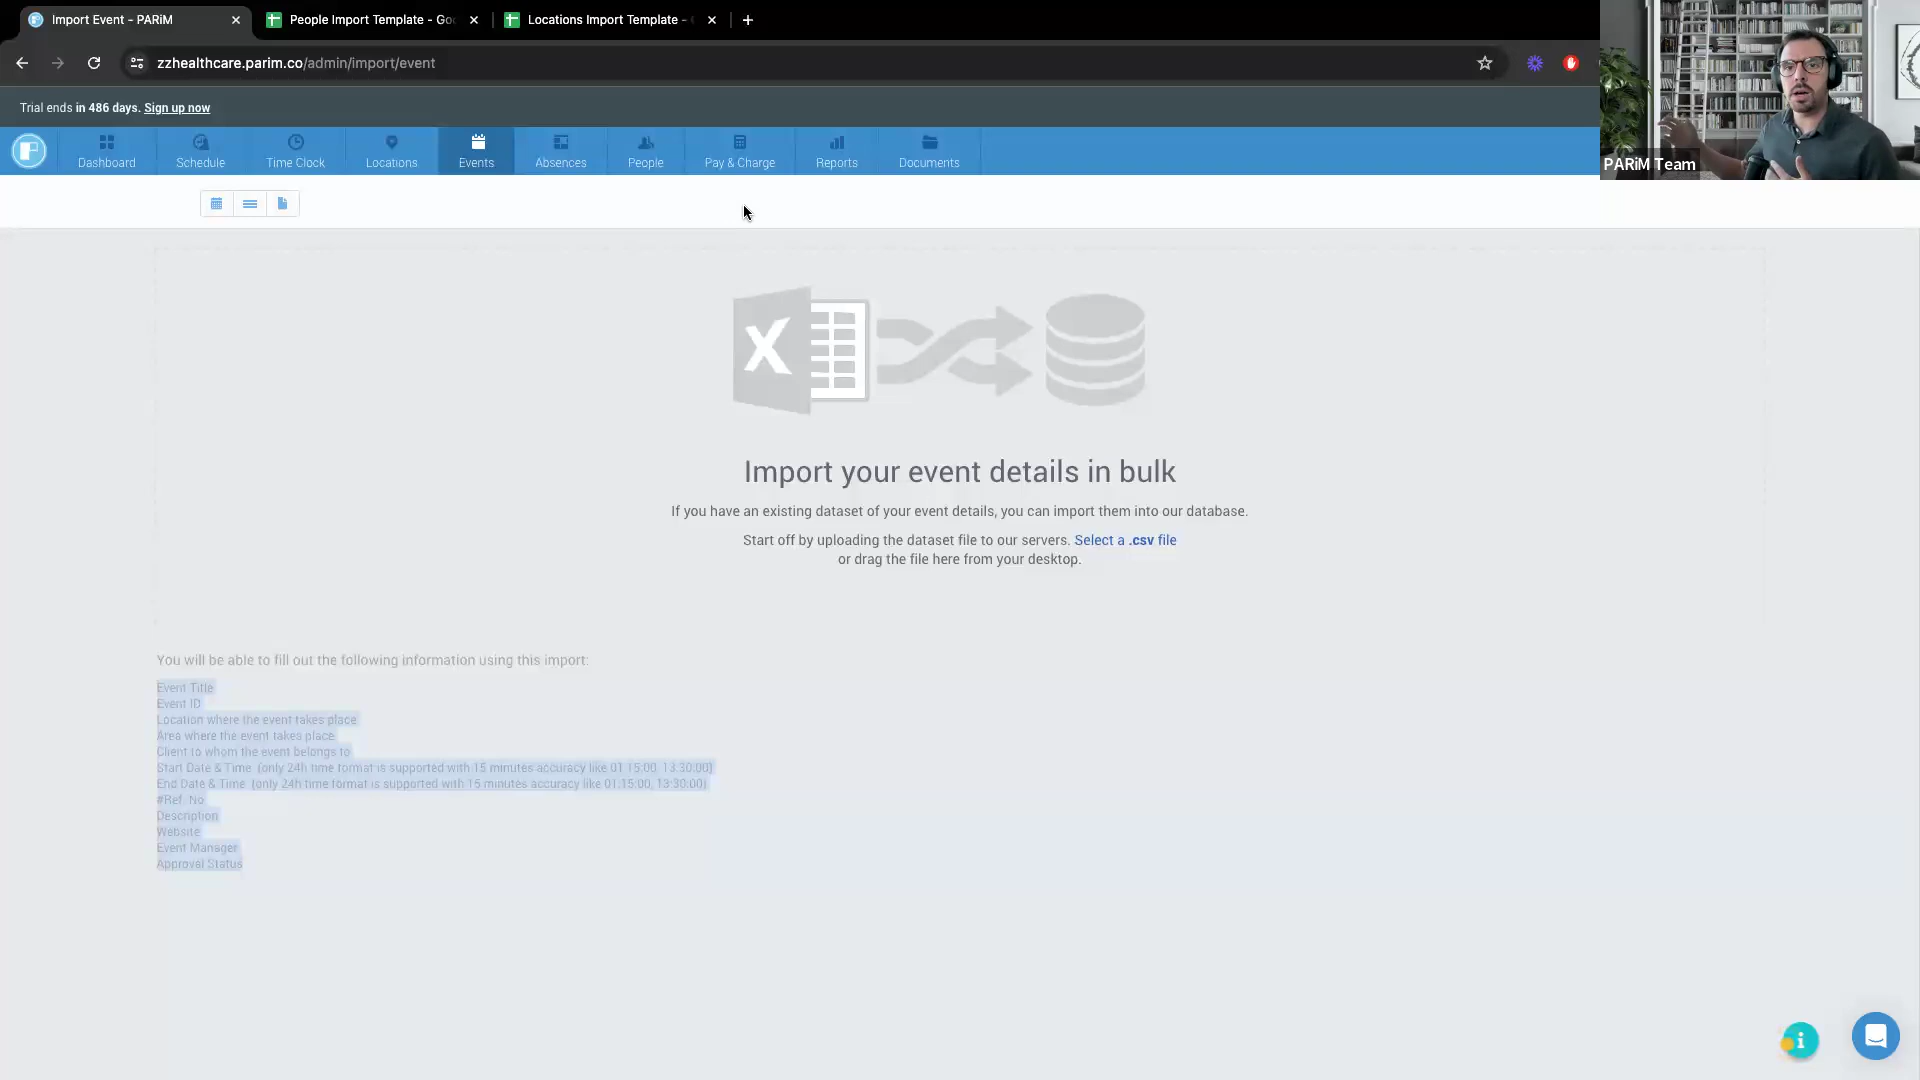 Import Event - PARiM
People Import Template - Goo
Locations Import Template -
zzhealthcare.parim.co/admin/import/event
Trial ends in 486 days. Sign up now
Dashboard
Schedule
Time Clock
Locations
Events
Absences
People
Pay & Charge
Reports
Documents
PARiM Team
X
Import your event details in bulk
If you have an existing dataset of your event details, you can import them into our database.
Start off by uploading the dataset file to our servers. Select a .csv file
or drag the file here from your desktop.
You will be able to fill out the following information using this import:
Event Title
Event ID
Location where the event takes place
Area where the event takes place
Client to whom the event belongs to
Start Date & Time (only 24h time format is supported with 15 minutes accuracy like 01:15:00, 13:30:00)
End Date & Time (only 24h time format is supported with 15 minutes accuracy like 01:15:00, 13:30:00)
#Ref. No
Description
Website
Event Manager
Approval Status